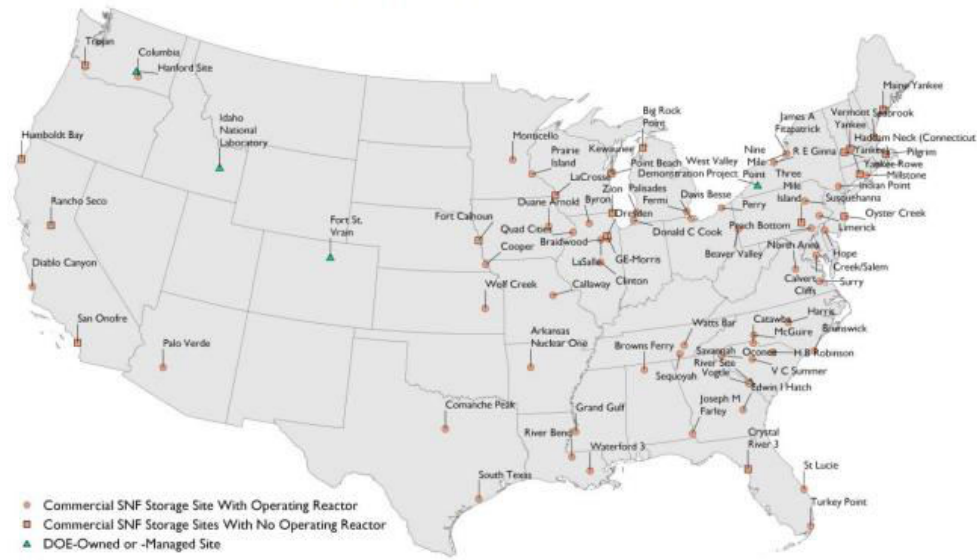 Trojan
Columbia
Hanford Site
Idaho
National
Laboratory
Humboldt Bay
Rancho Seco
Diablo Canyon
San Onofre
Palo Verde
Fort St.
Vrain
Monticello
Prairie
Island
LaCrosse
Kewaunee
Big Rock
Point
Point Beach
West Valley
Demonstration Project
Zion
Palisades
Fermi
Davis Besse
Perry
Duane Arnold
Byron
Dresden
Donald C Cook
Quad Cities
Braidwood
LaSalle
GE-Morris
Clinton
Fort Calhoun
Cooper
Wolf Creek
Callaway
Arkansas
Nuclear One
Comanche Peak
South Texas
River Bend
Grand Gulf
Waterford 3
Browns Ferry
Sequoyah
Watts Bar
Catawba
McGuire
Harris
Brunswick
Savannah
River Site
Oconee
H B Robinson
V C Summer
Vogtle
Edwin I Hatch
Joseph M
Farley
Crystal
River 3
St Lucie
Turkey Point
James A
Fitzpatrick
Nine
Mile
Point
R E Ginna
Three
Mile
Island
Susquehanna
Peach Bottom
Limerick
Oyster Creek
Beaver Valley
North Anna
Hope
Creek/Salem
Calvert
Cliffs
Surry
Maine Yankee
Vermont
Yankee
Seabrook
Haddam Neck (Connecticut
Yankee)
Pilgrim
Yankee-Rowe
Millstone
Indian Point
Commercial SNF Storage Site With Operating Reactor
Commercial SNF Storage Sites With No Operating Reactor
DOE-Owned or -Managed Site